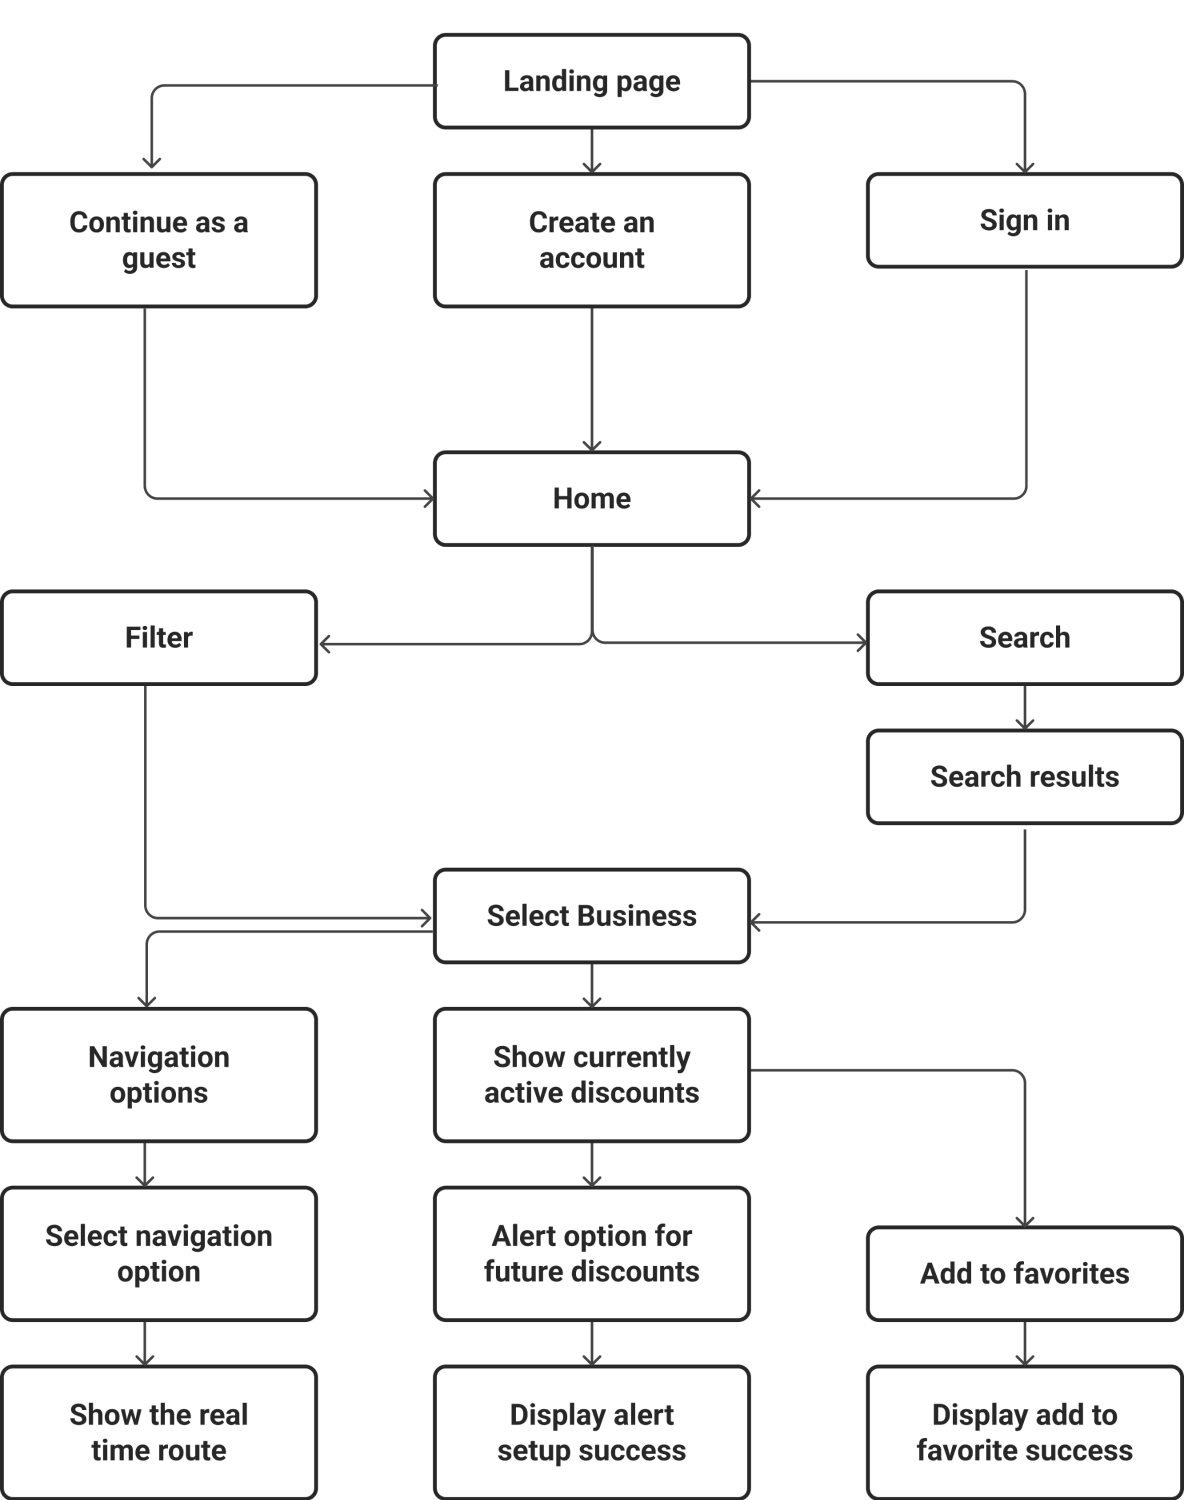 Landing page
Continue as a
guest
Create an
account
Sign in
Home
Filter
Search
Search results
Select Business
Navigation
options
Show currently
active discounts
Select navigation
option
Alert option for
future discounts
Add to favorites
Show the real
time route
Display alert
setup success
Display add to
favorite success